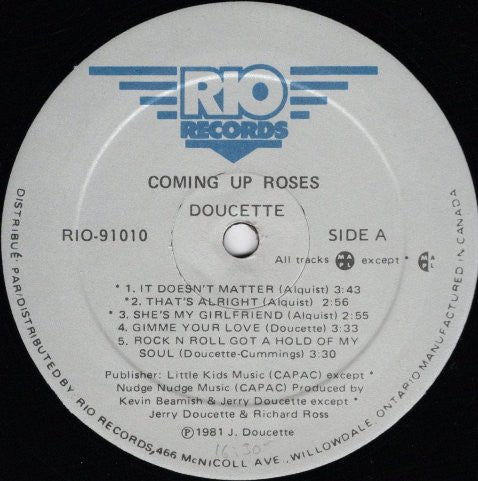 RIO
RECORDS
COMING UP ROSES
DOUCETTE
RIO-91010 SIDE A
All tracks MAPL except * MAPL
* 1. IT DOESN'T MATTER (Alquist) 3:43
*2. THAT'S ALRIGHT (Alquist) 2:56
* 3. SHE'S MY GIRLFRIEND (Alquist) 2:55
4. GIMME YOUR LOVE (Doucette) 3:33
5. ROCK N ROLL GOT A HOLD OF MY
SOUL (Doucette-Cummings) 3:30
Publisher: Little Kids Music (CAPAC) except *
Nudge Nudge Music (CAPAC) Produced by
Kevin Beamish & Jerry Doucette except *
Jerry Doucette & Richard Ross
℗ 1981 J. Doucette
16:30
DISTRIBUÉ PAR/DISTRIBUTED BY RIO RECORDS, 466 McNICOLL AVE., WILLOWDALE, ONTARIO MANUFACTURED IN CANADA